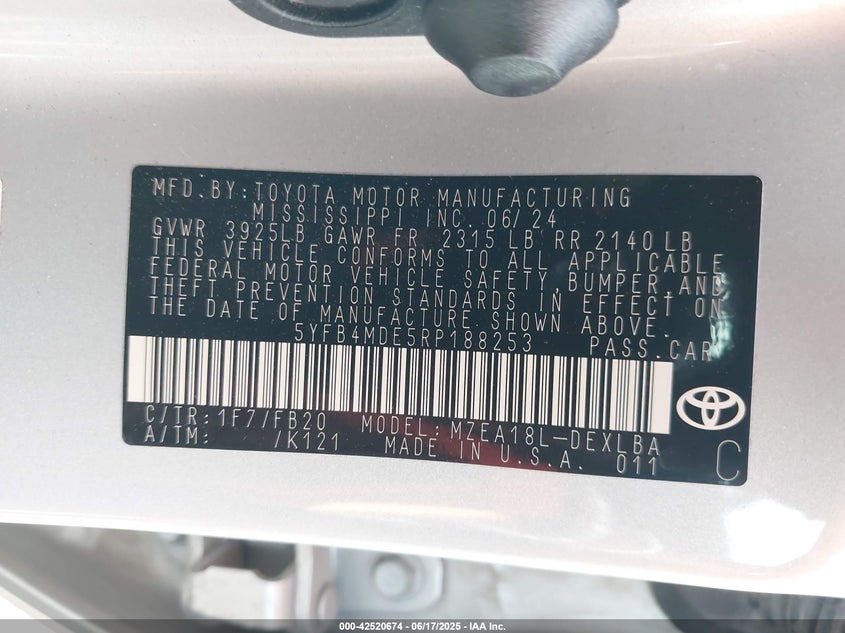 MFD.BY:TOYOTA MOTOR MANUFACTURING
MISSISSIPPI INC. 06/24
GVWR 3925LB GAWR FR 2315 LB RR 2140 LB
THIS VEHICLE CONFORMS TO ALL APPLICABLE
FEDERAL MOTOR VEHICLE SAFETY, BUMPER, AND
THEFT PREVENTION STANDARDS IN EFFECT ON
THE DATE OF MANUFACTURE SHOWN ABOVE.
5YFB4MDE5RP188253 PASS.CAR
C/TR:1F7/FB20 MODEL:MZEA18L-DEXLBA
A/TM: /K121 MADE IN U.S.A. 011
C
000-42520674 - 06/17/2025 - IAA Inc.